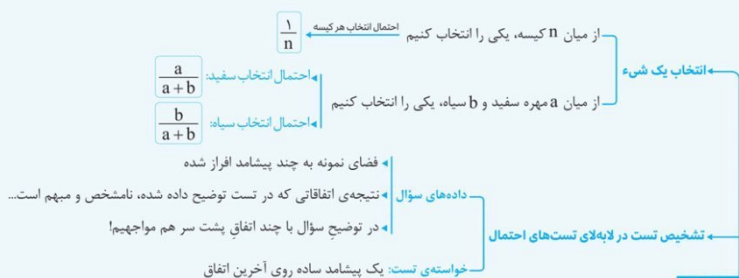 انتخاب یک شیء
از میان n کیسه، یکی را انتخاب کنیم احتمال انتخاب هر کیسه ۱/n
از میان a مهره سفید و b سیاه، یکی را انتخاب کنیم
احتمال انتخاب سفید: a/(a+b)
احتمال انتخاب سیاه: b/(a+b)
تشخیص تست در لابه‌لای تست‌های احتمال
داده‌های سؤال
فضای نمونه به چند پیشامد افراز شده
نتیجه‌ی اتفاقاتی که در تست توضیح داده شده، نامشخص و مبهم است...
در توضیح سؤال با چند اتفاقِ پشت سر هم مواجهیم!
خواسته‌ی تست: یک پیشامد ساده روی آخرین اتفاق